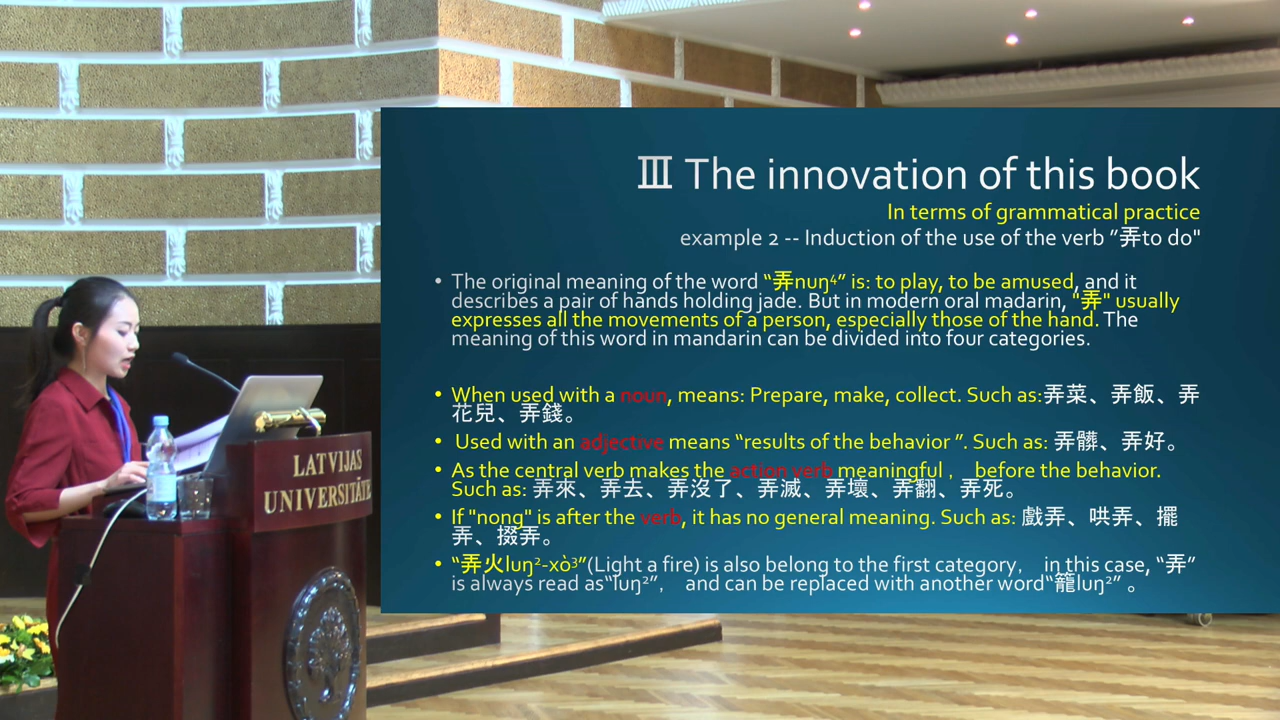 Ⅲ The innovation of this book
In terms of grammatical practice
example 2 -- Induction of the use of the verb "弄to do"
• The original meaning of the word “弄nuŋ⁴” is: to play, to be amused, and it
describes a pair of hands holding jade. But in modern oral madarin, "弄" usually
expresses all the movements of a person, especially those of the hand. The
meaning of this word in mandarin can be divided into four categories.
• When used with a noun, means: Prepare, make, collect. Such as:弄菜、弄飯、弄
花兒、弄錢。
• Used with an adjective means “results of the behavior ”. Such as: 弄髒、弄好。
• As the central verb makes the action verb meaningful， before the behavior.
Such as: 弄來、弄去、弄沒了、弄滅、弄壞、弄翻、弄死。
• If "nong" is after the verb, it has no general meaning. Such as: 戲弄、哄弄、擺
弄、掇弄。
• “弄火luŋ²-xò³”(Light a fire) is also belong to the first category， in this case, “弄”
is always read as“luŋ²”， and can be replaced with another word“籠luŋ²” 。
LATVIJAS
UNIVERSITĀTE